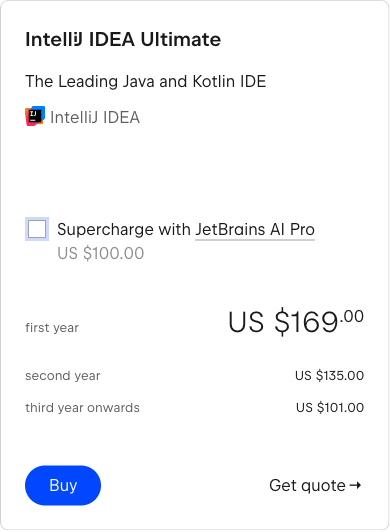 IntelliJ IDEA Ultimate
The Leading Java and Kotlin IDE
IJ IntelliJ IDEA
Supercharge with JetBrains AI Pro
US $100.00
first year US $169.00
second year US $135.00
third year onwards US $101.00
Buy Get quote →